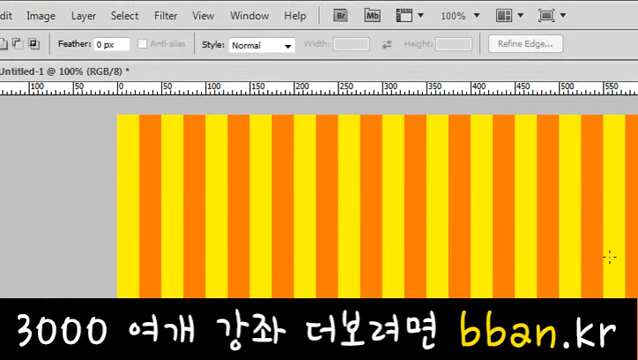 dit Image Layer Select Filter View Window Help Br Mb 100%
Feather: 0 px Anti-alias Style: Normal Width: Height: Refine Edge...
Untitled-1 @ 100% (RGB/8) *
100 50 0 50 100 150 200 250 300 350 400 450 500 550
3000 여개 강좌 더보려면 bban.kr